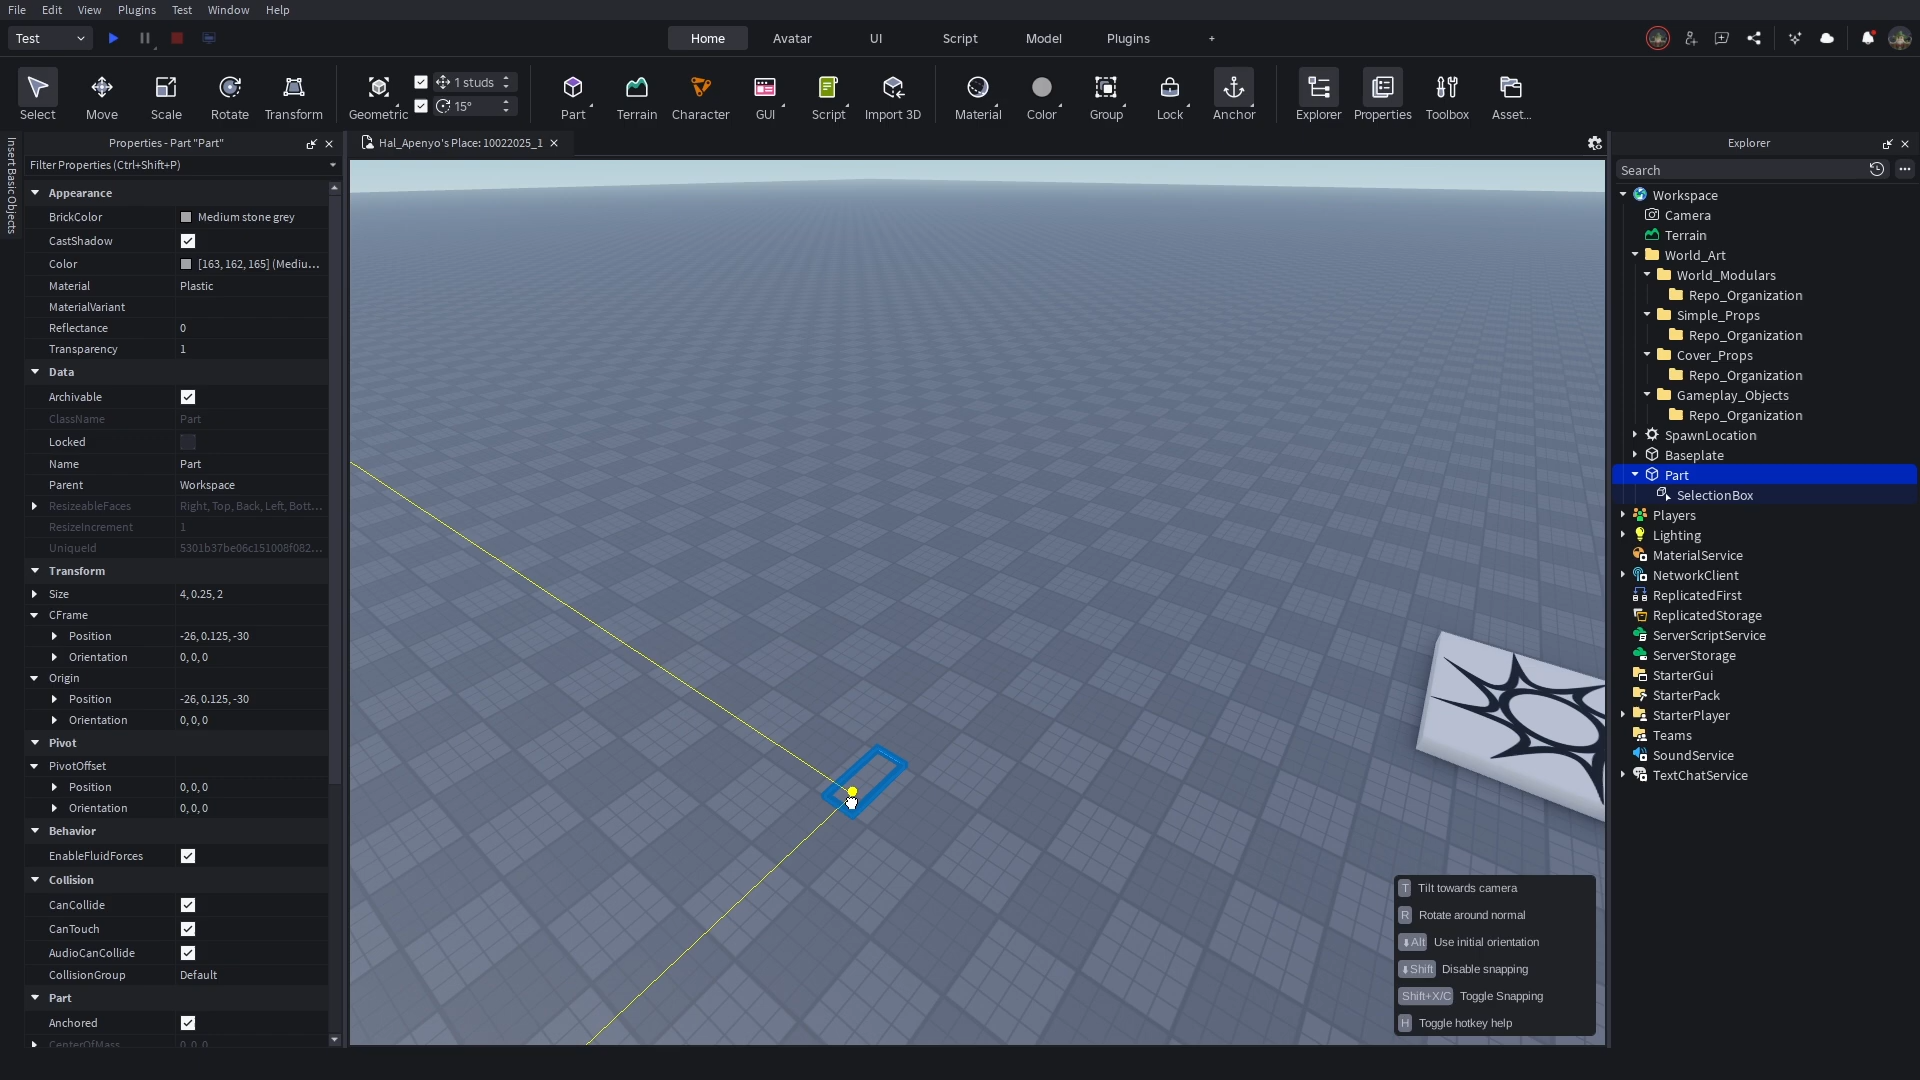 File Edit View Plugins Test Window Help
Test
Home Avatar UI Script Model Plugins +
Select Move Scale Rotate Transform Geometric 1 studs 15° Part Terrain Character GUI Script Import 3D Material Color Group Lock Anchor Explorer Properties Toolbox Asset...
Insert Basic Objects
Properties - Part "Part"
Filter Properties (Ctrl+Shift+P)
Appearance
BrickColor Medium stone grey
CastShadow
Color [163, 162, 165] (Mediu...
Material Plastic
MaterialVariant
Reflectance 0
Transparency 1
Data
Archivable
ClassName Part
Locked
Name Part
Parent Workspace
ResizeableFaces Right, Top, Back, Left, Bott...
ResizeIncrement 1
UniqueId 5301b37be06c151008f082...
Transform
Size 4, 0.25, 2
CFrame
Position -26, 0.125, -30
Orientation 0, 0, 0
Origin
Position -26, 0.125, -30
Orientation 0, 0, 0
Pivot
PivotOffset
Position 0, 0, 0
Orientation 0, 0, 0
Behavior
EnableFluidForces
Collision
CanCollide
CanTouch
AudioCanCollide
CollisionGroup Default
Part
Anchored
CenterOfMass 0, 0, 0
Hal_Apenyo's Place: 10022025_1
T Tilt towards camera
R Rotate around normal
Alt Use initial orientation
Shift Disable snapping
Shift+X/C Toggle Snapping
H Toggle hotkey help
Explorer
Search
Workspace
Camera
Terrain
World_Art
World_Modulars
Repo_Organization
Simple_Props
Repo_Organization
Cover_Props
Repo_Organization
Gameplay_Objects
Repo_Organization
SpawnLocation
Baseplate
Part
SelectionBox
Players
Lighting
MaterialService
NetworkClient
ReplicatedFirst
ReplicatedStorage
ServerScriptService
ServerStorage
StarterGui
StarterPack
StarterPlayer
Teams
SoundService
TextChatService